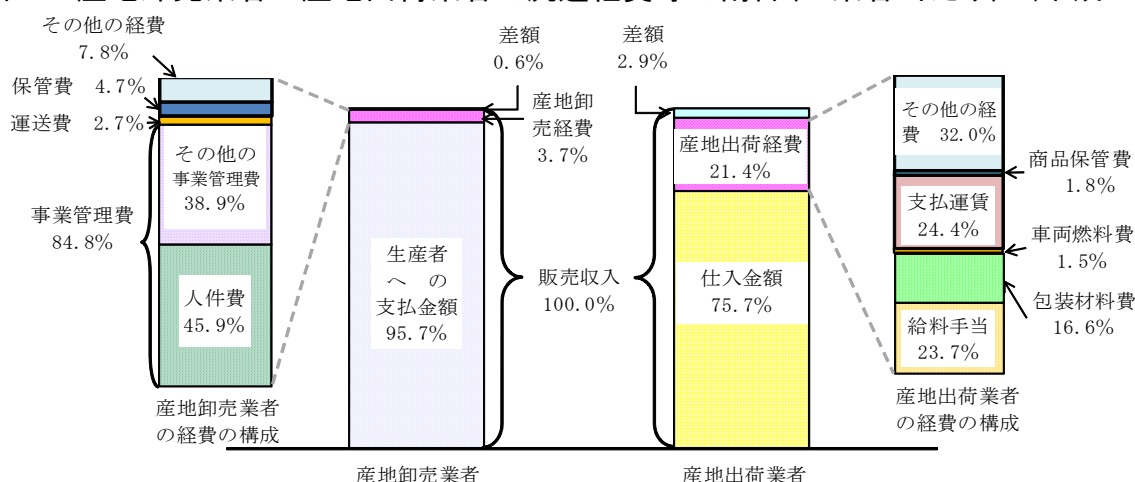 その他の経費
7.8%
保管費 4.7%
運送費 2.7%
その他の
事業管理費
38.9%
事業管理費
84.8%
人件費
45.9%
産地卸売業者
の経費の構成
差額
0.6%
産地卸
売経費
3.7%
生産者
へ の
支払金額
95.7%
産地卸売業者
販売収入
100.0%
差額
2.9%
産地出荷経費
21.4%
仕入金額
75.7%
産地出荷業者
その他の経
費 32.0%
商品保管費
1.8%
支払運賃
24.4%
車両燃料費
1.5%
包装材料費
16.6%
給料手当
23.7%
産地出荷業者
の経費の構成